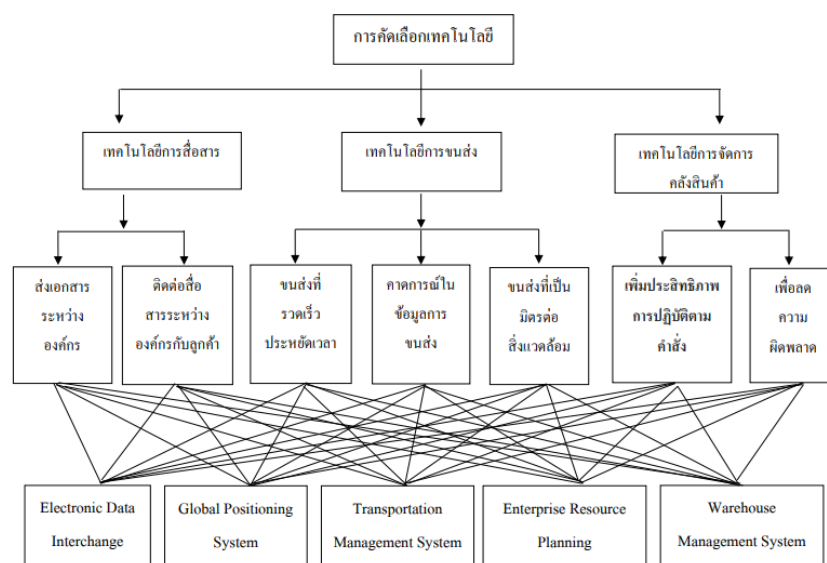 การคัดเลือกเทคโนโลยี
เทคโนโลยีการสื่อสาร
เทคโนโลยีการขนส่ง
เทคโนโลยีการจัดการ
คลังสินค้า
ส่งเอกสาร
ระหว่าง
องค์กร
ติดต่อสื่อ
สารระหว่าง
องค์กรกับลูกค้า
ขนส่งที่
รวดเร็ว
ประหยัดเวลา
คาดการณ์ใน
ข้อมูลการ
ขนส่ง
ขนส่งที่เป็น
มิตรต่อ
สิ่งแวดล้อม
เพิ่มประสิทธิภาพ
การปฏิบัติตาม
คำสั่ง
เพื่อลด
ความ
ผิดพลาด
Electronic Data
Interchange
Global Positioning
System
Transportation
Management System
Enterprise Resource
Planning
Warehouse
Management System